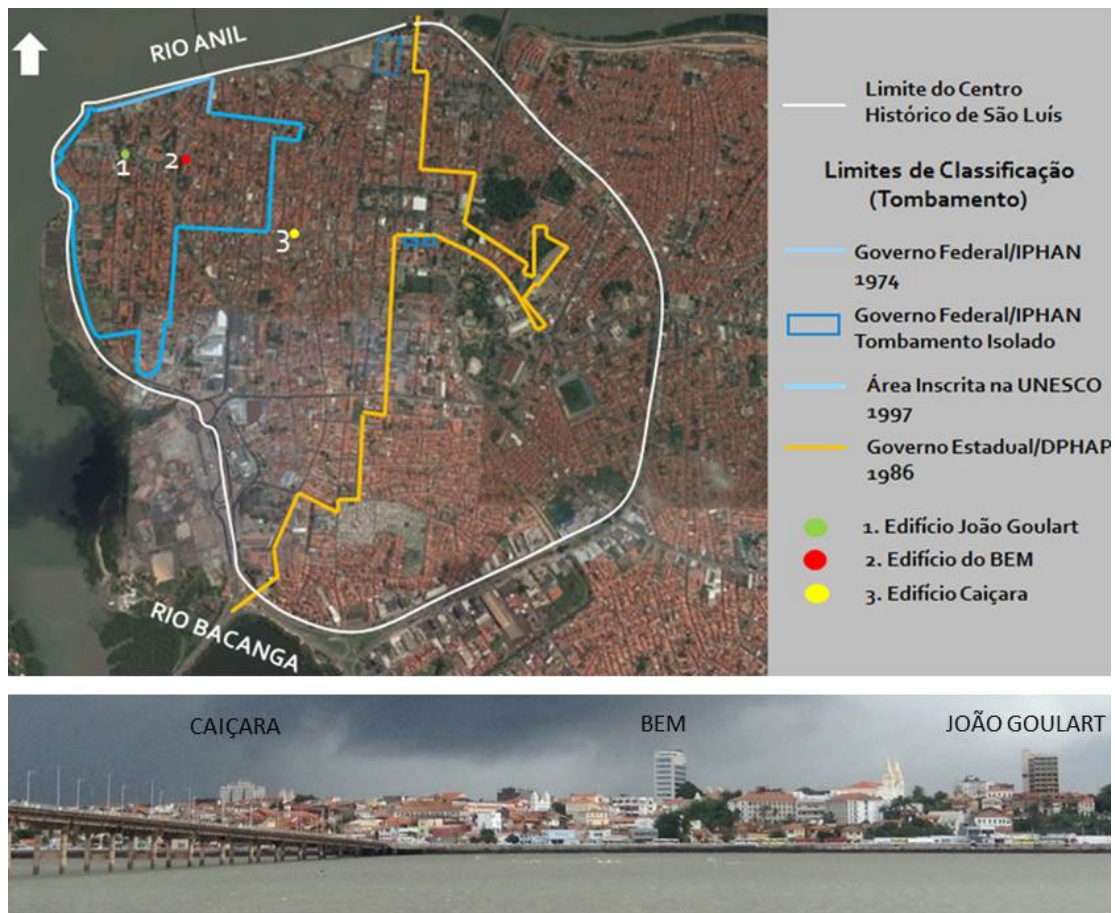 RIO ANIL
1
2
3
RIO BACANGA
Limite do Centro
Histórico de São Luís
Limites de Classificação
(Tombamento)
Governo Federal/IPHAN
1974
Governo Federal/IPHAN
Tombamento Isolado
Área Inscrita na UNESCO
1997
Governo Estadual/DPHAP
1986
1. Edifício João Goulart
2. Edifício do BEM
3. Edifício Caiçara
CAIÇARA
BEM
JOÃO GOULART